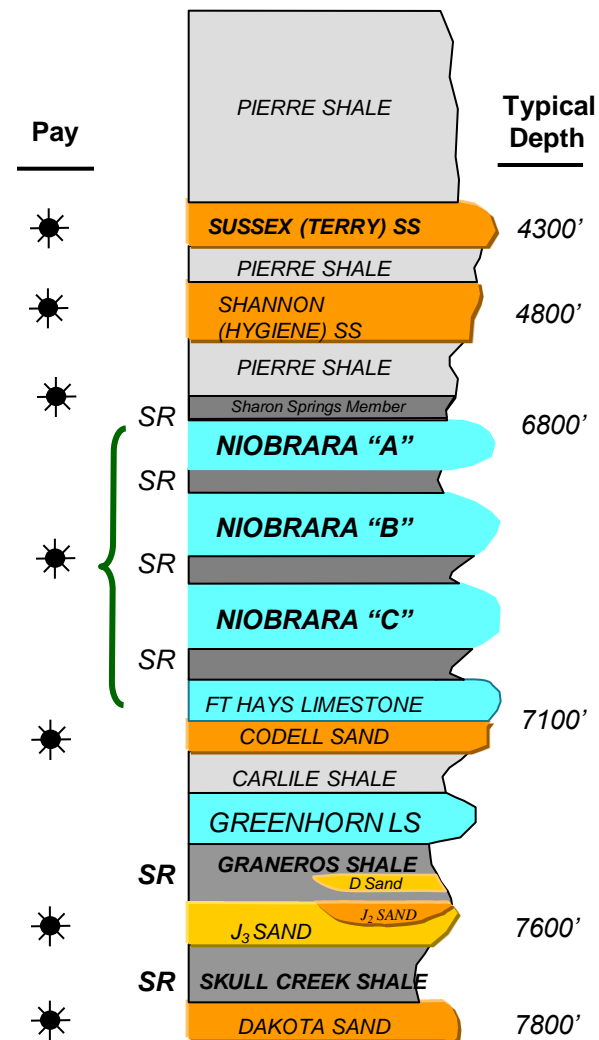 PIERRE SHALE
Pay
Typical
Depth
SUSSEX (TERRY) SS
4300’
PIERRE SHALE
SHANNON
(HYGIENE) SS
4800’
PIERRE SHALE
Sharon Springs Member
SR
6800’
NIOBRARA “A”
SR
NIOBRARA “B”
SR
NIOBRARA “C”
SR
FT HAYS LIMESTONE
7100’
CODELL SAND
CARLILE SHALE
GREENHORN LS
GRANEROS SHALE
SR
D Sand
J2 SAND
J3 SAND
7600’
SR
SKULL CREEK SHALE
DAKOTA SAND
7800’